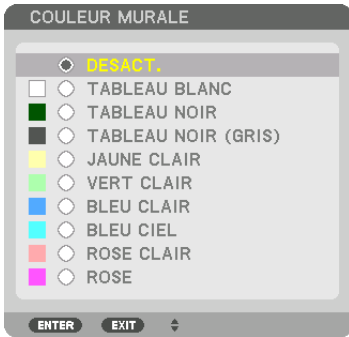 COULEUR MURALE
DESACT.
TABLEAU BLANC
TABLEAU NOIR
TABLEAU NOIR (GRIS)
JAUNE CLAIR
VERT CLAIR
BLEU CLAIR
BLEU CIEL
ROSE CLAIR
ROSE
ENTER EXIT